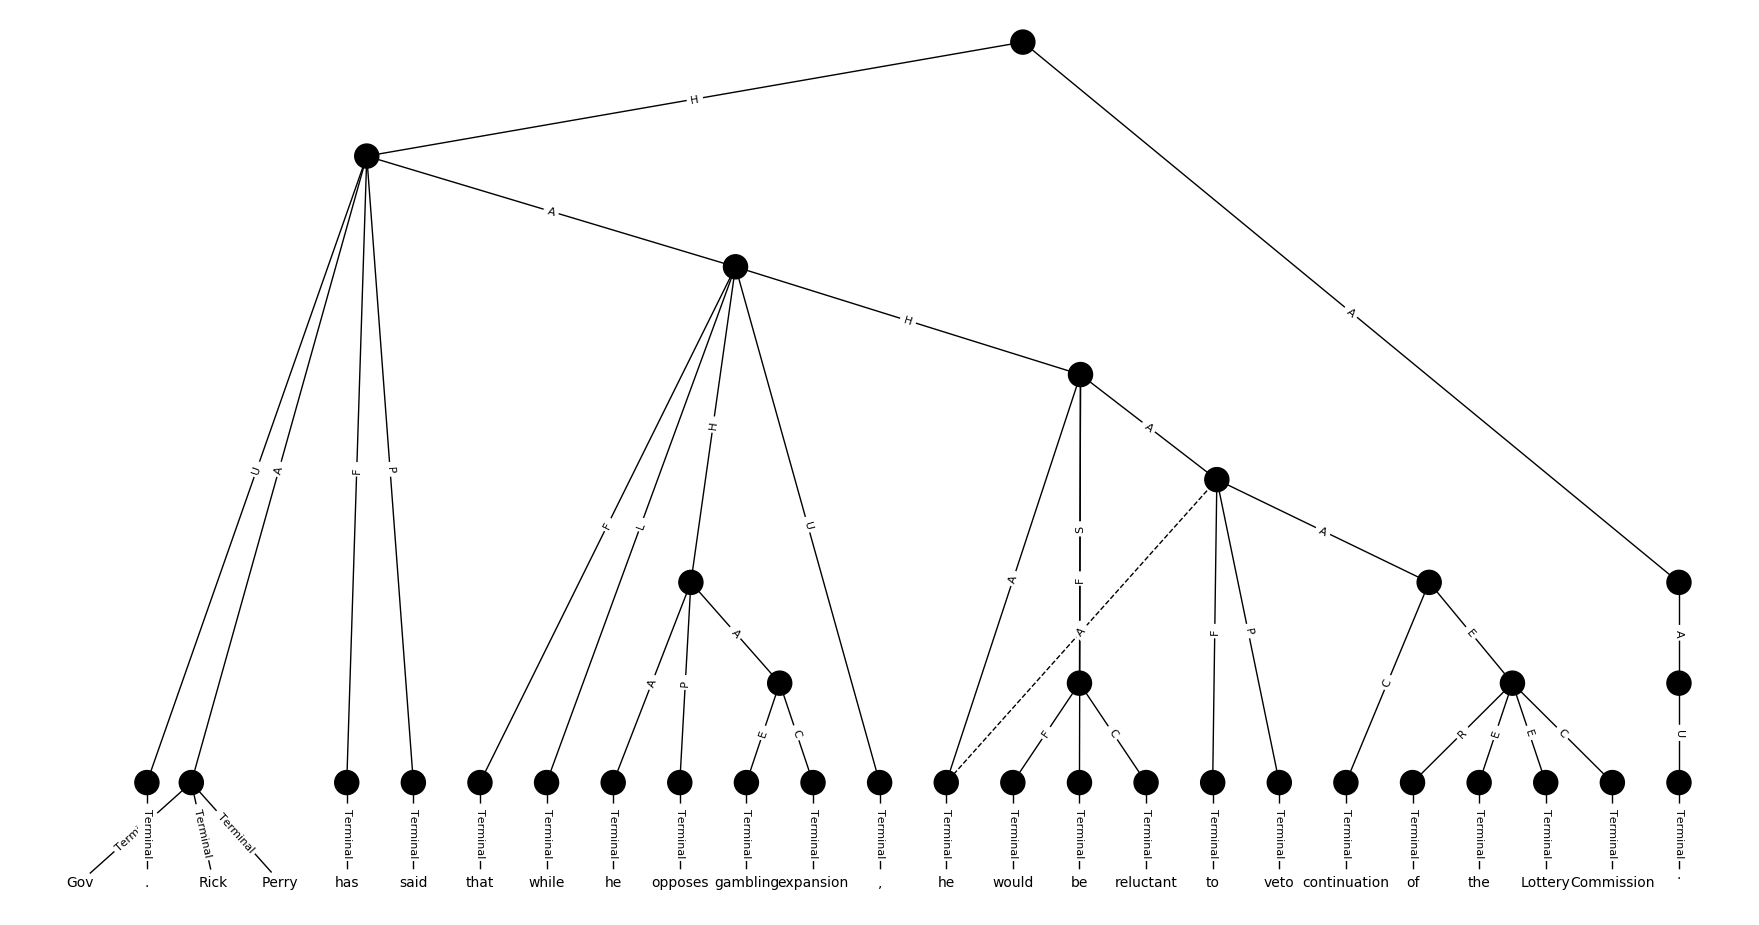 H
A
A
H
A
H
A
U A F P
F L U S
A
F
A
A F P E
A P A
A
C
E C F C R E E C U
Terminal Terminal Terminal Terminal Terminal Terminal Terminal Terminal Terminal Terminal Terminal Terminal Terminal Terminal Terminal Terminal Terminal Terminal Terminal Terminal Terminal Terminal Terminal Terminal
Gov . Rick Perry has said that while he opposes gambling expansion , he would be reluctant to veto continuation of the Lottery Commission .